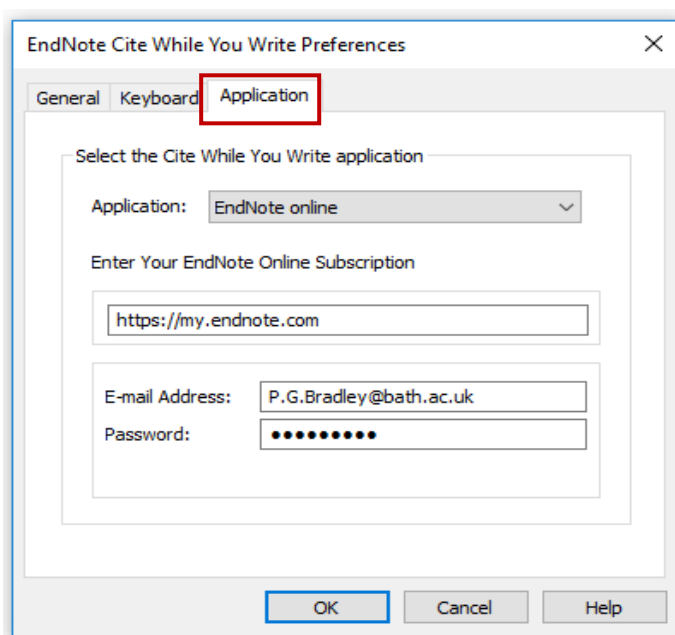 EndNote Cite While You Write Preferences
General Keyboard Application
Select the Cite While You Write application
Application: EndNote online
Enter Your EndNote Online Subscription
https://my.endnote.com
E-mail Address: P.G.Bradley@bath.ac.uk
Password: •••••••••
OK Cancel Help